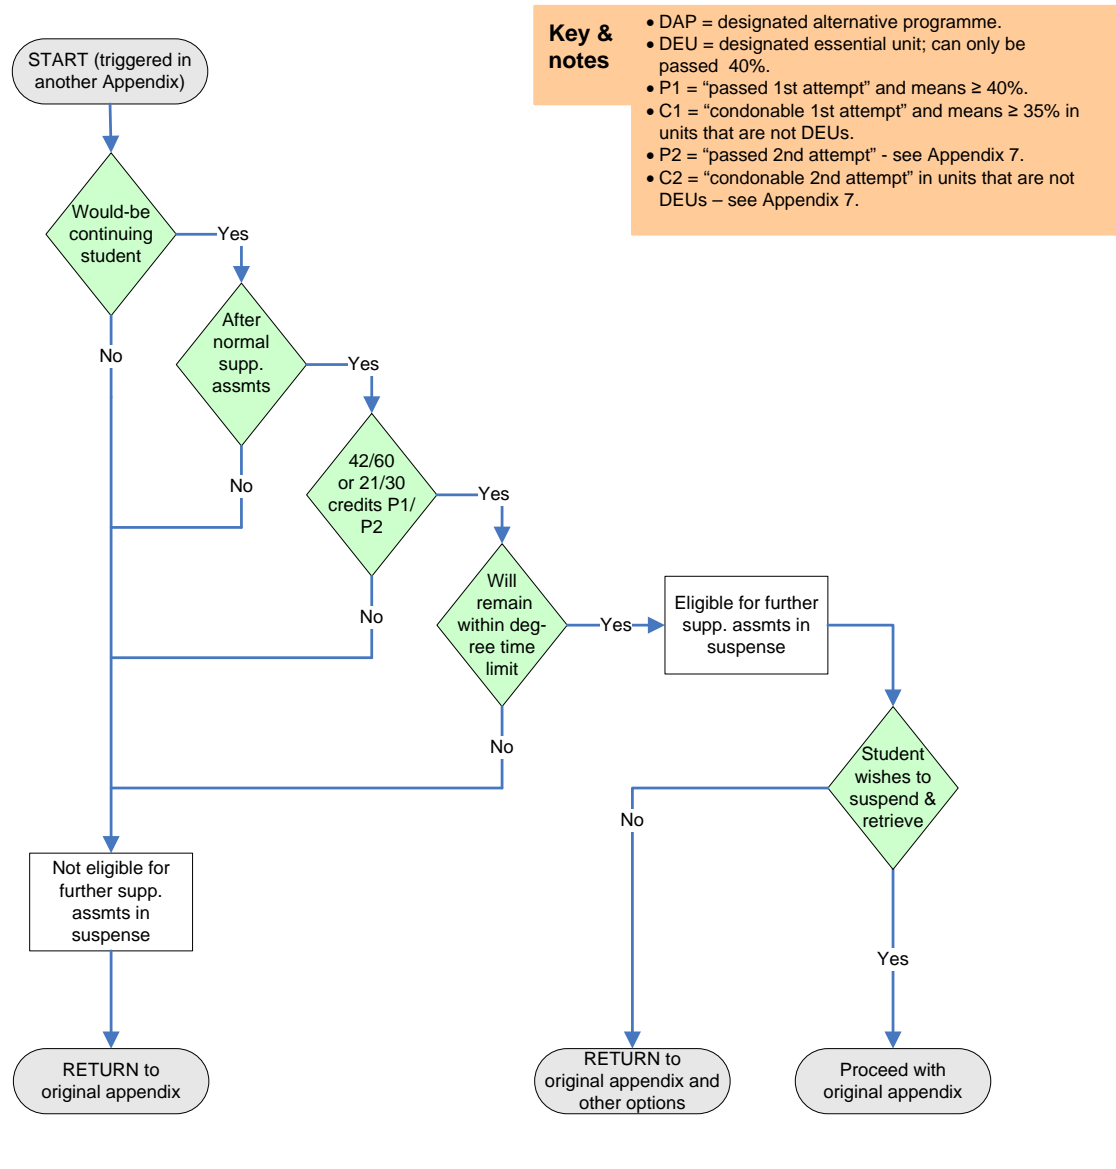 START (triggered in
another Appendix)
Key &
notes
• DAP = designated alternative programme.
• DEU = designated essential unit; can only be
passed  40%.
• P1 = “passed 1st attempt” and means ≥ 40%.
• C1 = “condonable 1st attempt” and means ≥ 35% in
units that are not DEUs.
• P2 = “passed 2nd attempt” - see Appendix 7.
• C2 = “condonable 2nd attempt” in units that are not
DEUs – see Appendix 7.
Would-be
continuing
student
Yes
No
After
normal
supp.
assmts
Yes
No
42/60
or 21/30
credits P1/
P2
Yes
No
Will
remain
within deg-
ree time
limit
Yes
No
Eligible for further
supp. assmts in
suspense
Student
wishes to
suspend &
retrieve
No
Yes
Not eligible for
further supp.
assmts in
suspense
RETURN to
original appendix
RETURN to
original appendix and
other options
Proceed with
original appendix